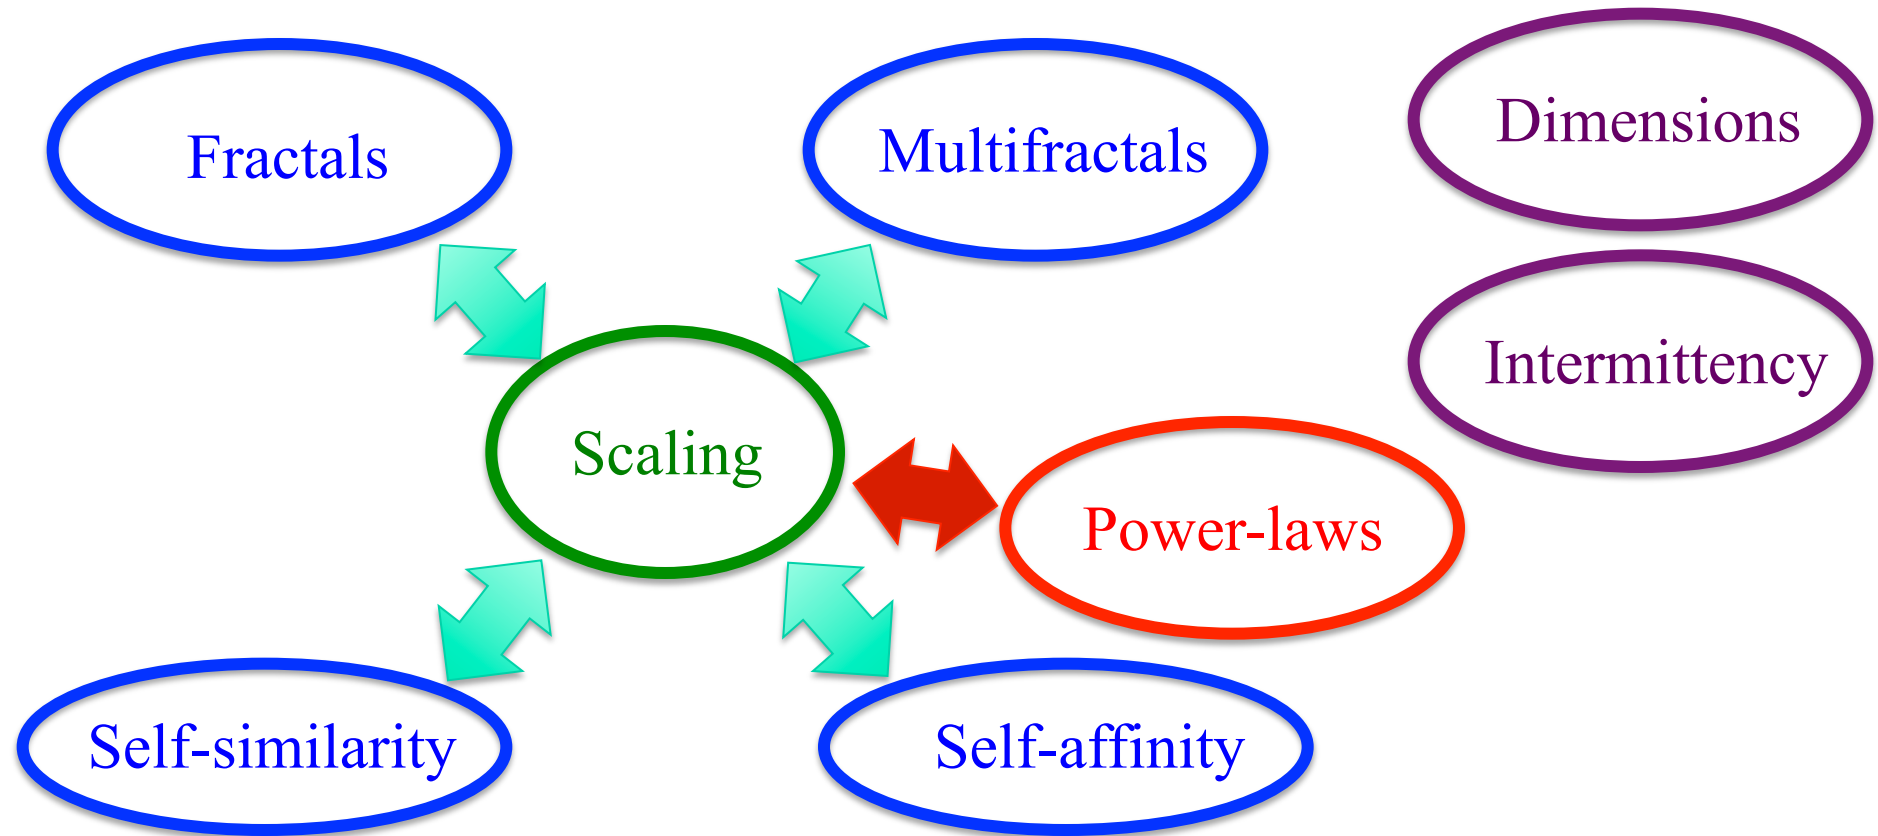 Fractals
Multifractals
Dimensions
Intermittency
Scaling
Power-laws
Self-similarity
Self-affinity